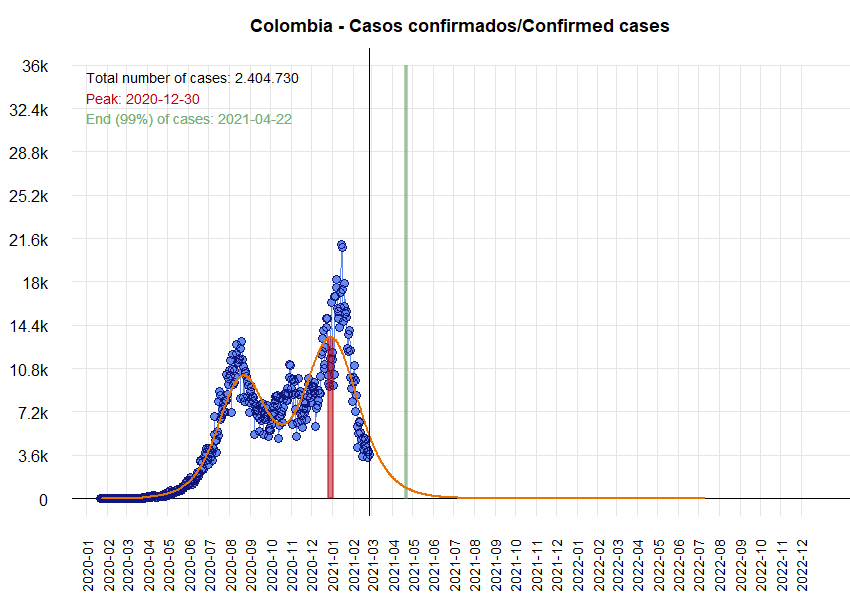 Colombia - Casos confirmados/Confirmed cases
Total number of cases: 2.404.730
Peak: 2020-12-30
End (99%) of cases: 2021-04-22
36k
32.4k
28.8k
25.2k
21.6k
18k
14.4k
10.8k
7.2k
3.6k
0
2020-01
2020-02
2020-03
2020-04
2020-05
2020-06
2020-07
2020-08
2020-09
2020-10
2020-11
2020-12
2021-01
2021-02
2021-03
2021-04
2021-05
2021-06
2021-07
2021-08
2021-09
2021-10
2021-11
2021-12
2022-01
2022-02
2022-03
2022-04
2022-05
2022-06
2022-07
2022-08
2022-09
2022-10
2022-11
2022-12